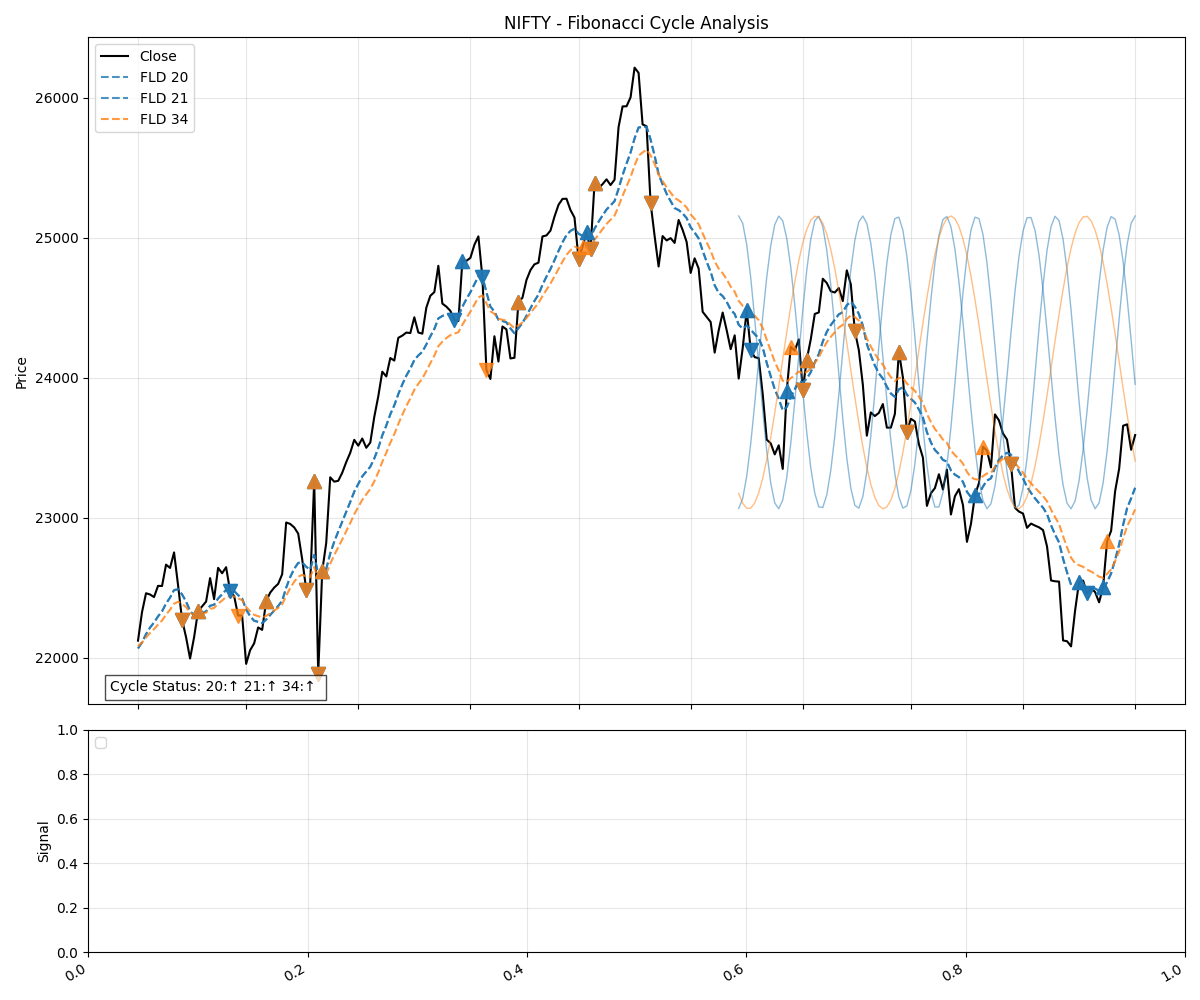 NIFTY - Fibonacci Cycle Analysis
Close
FLD 20
FLD 21
FLD 34
26000
25000
24000
23000
22000
Price
Cycle Status: 20:↑ 21:↑ 34:↑
1.0
0.8
0.6
0.4
0.2
0.0
Signal
0.0
0.2
0.4
0.6
0.8
1.0